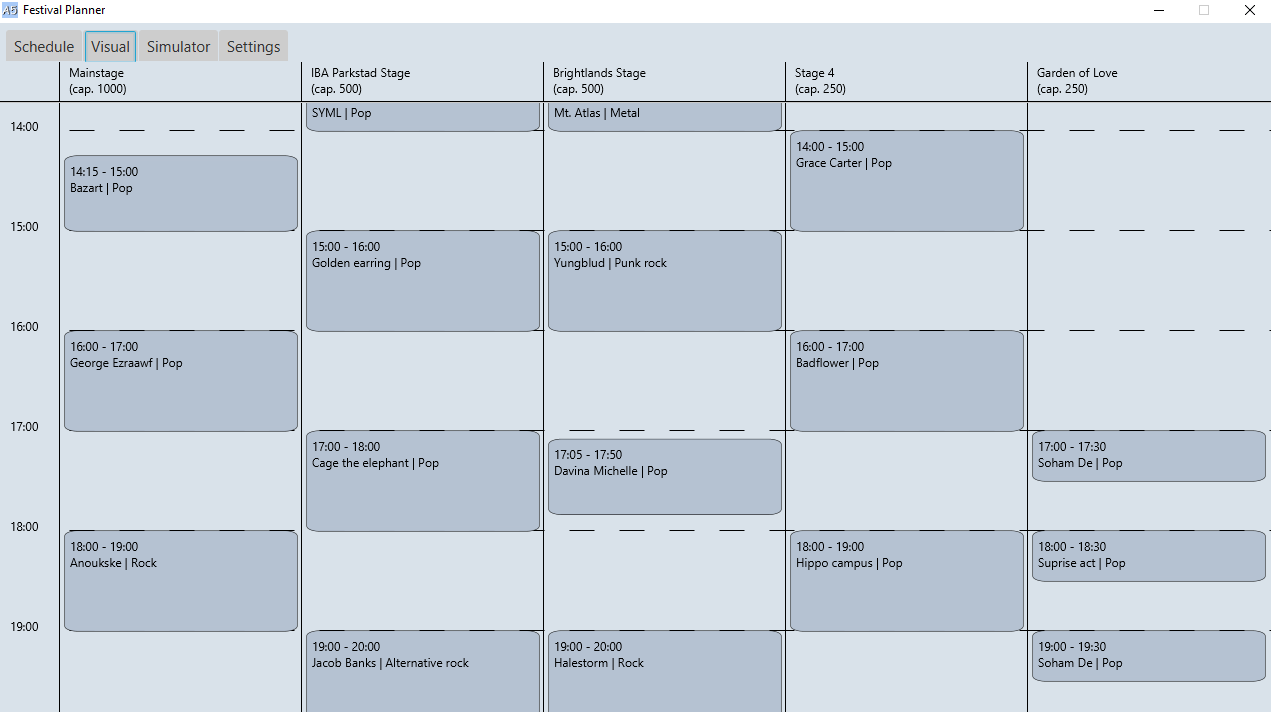 A5 Festival Planner
Schedule Visual Simulator Settings
Mainstage
(cap. 1000)
IBA Parkstad Stage
(cap. 500)
Brightlands Stage
(cap. 500)
Stage 4
(cap. 250)
Garden of Love
(cap. 250)
SYML | Pop
Mt. Atlas | Metal
14:00
14:00 - 15:00
Grace Carter | Pop
14:15 - 15:00
Bazart | Pop
15:00
15:00 - 16:00
Golden earring | Pop
15:00 - 16:00
Yungblud | Punk rock
16:00
16:00 - 17:00
George Ezraawf | Pop
16:00 - 17:00
Badflower | Pop
17:00
17:00 - 18:00
Cage the elephant | Pop
17:05 - 17:50
Davina Michelle | Pop
17:00 - 17:30
Soham De | Pop
18:00
18:00 - 19:00
Anoukske | Rock
18:00 - 19:00
Hippo campus | Pop
18:00 - 18:30
Suprise act | Pop
19:00
19:00 - 20:00
Jacob Banks | Alternative rock
19:00 - 20:00
Halestorm | Rock
19:00 - 19:30
Soham De | Pop